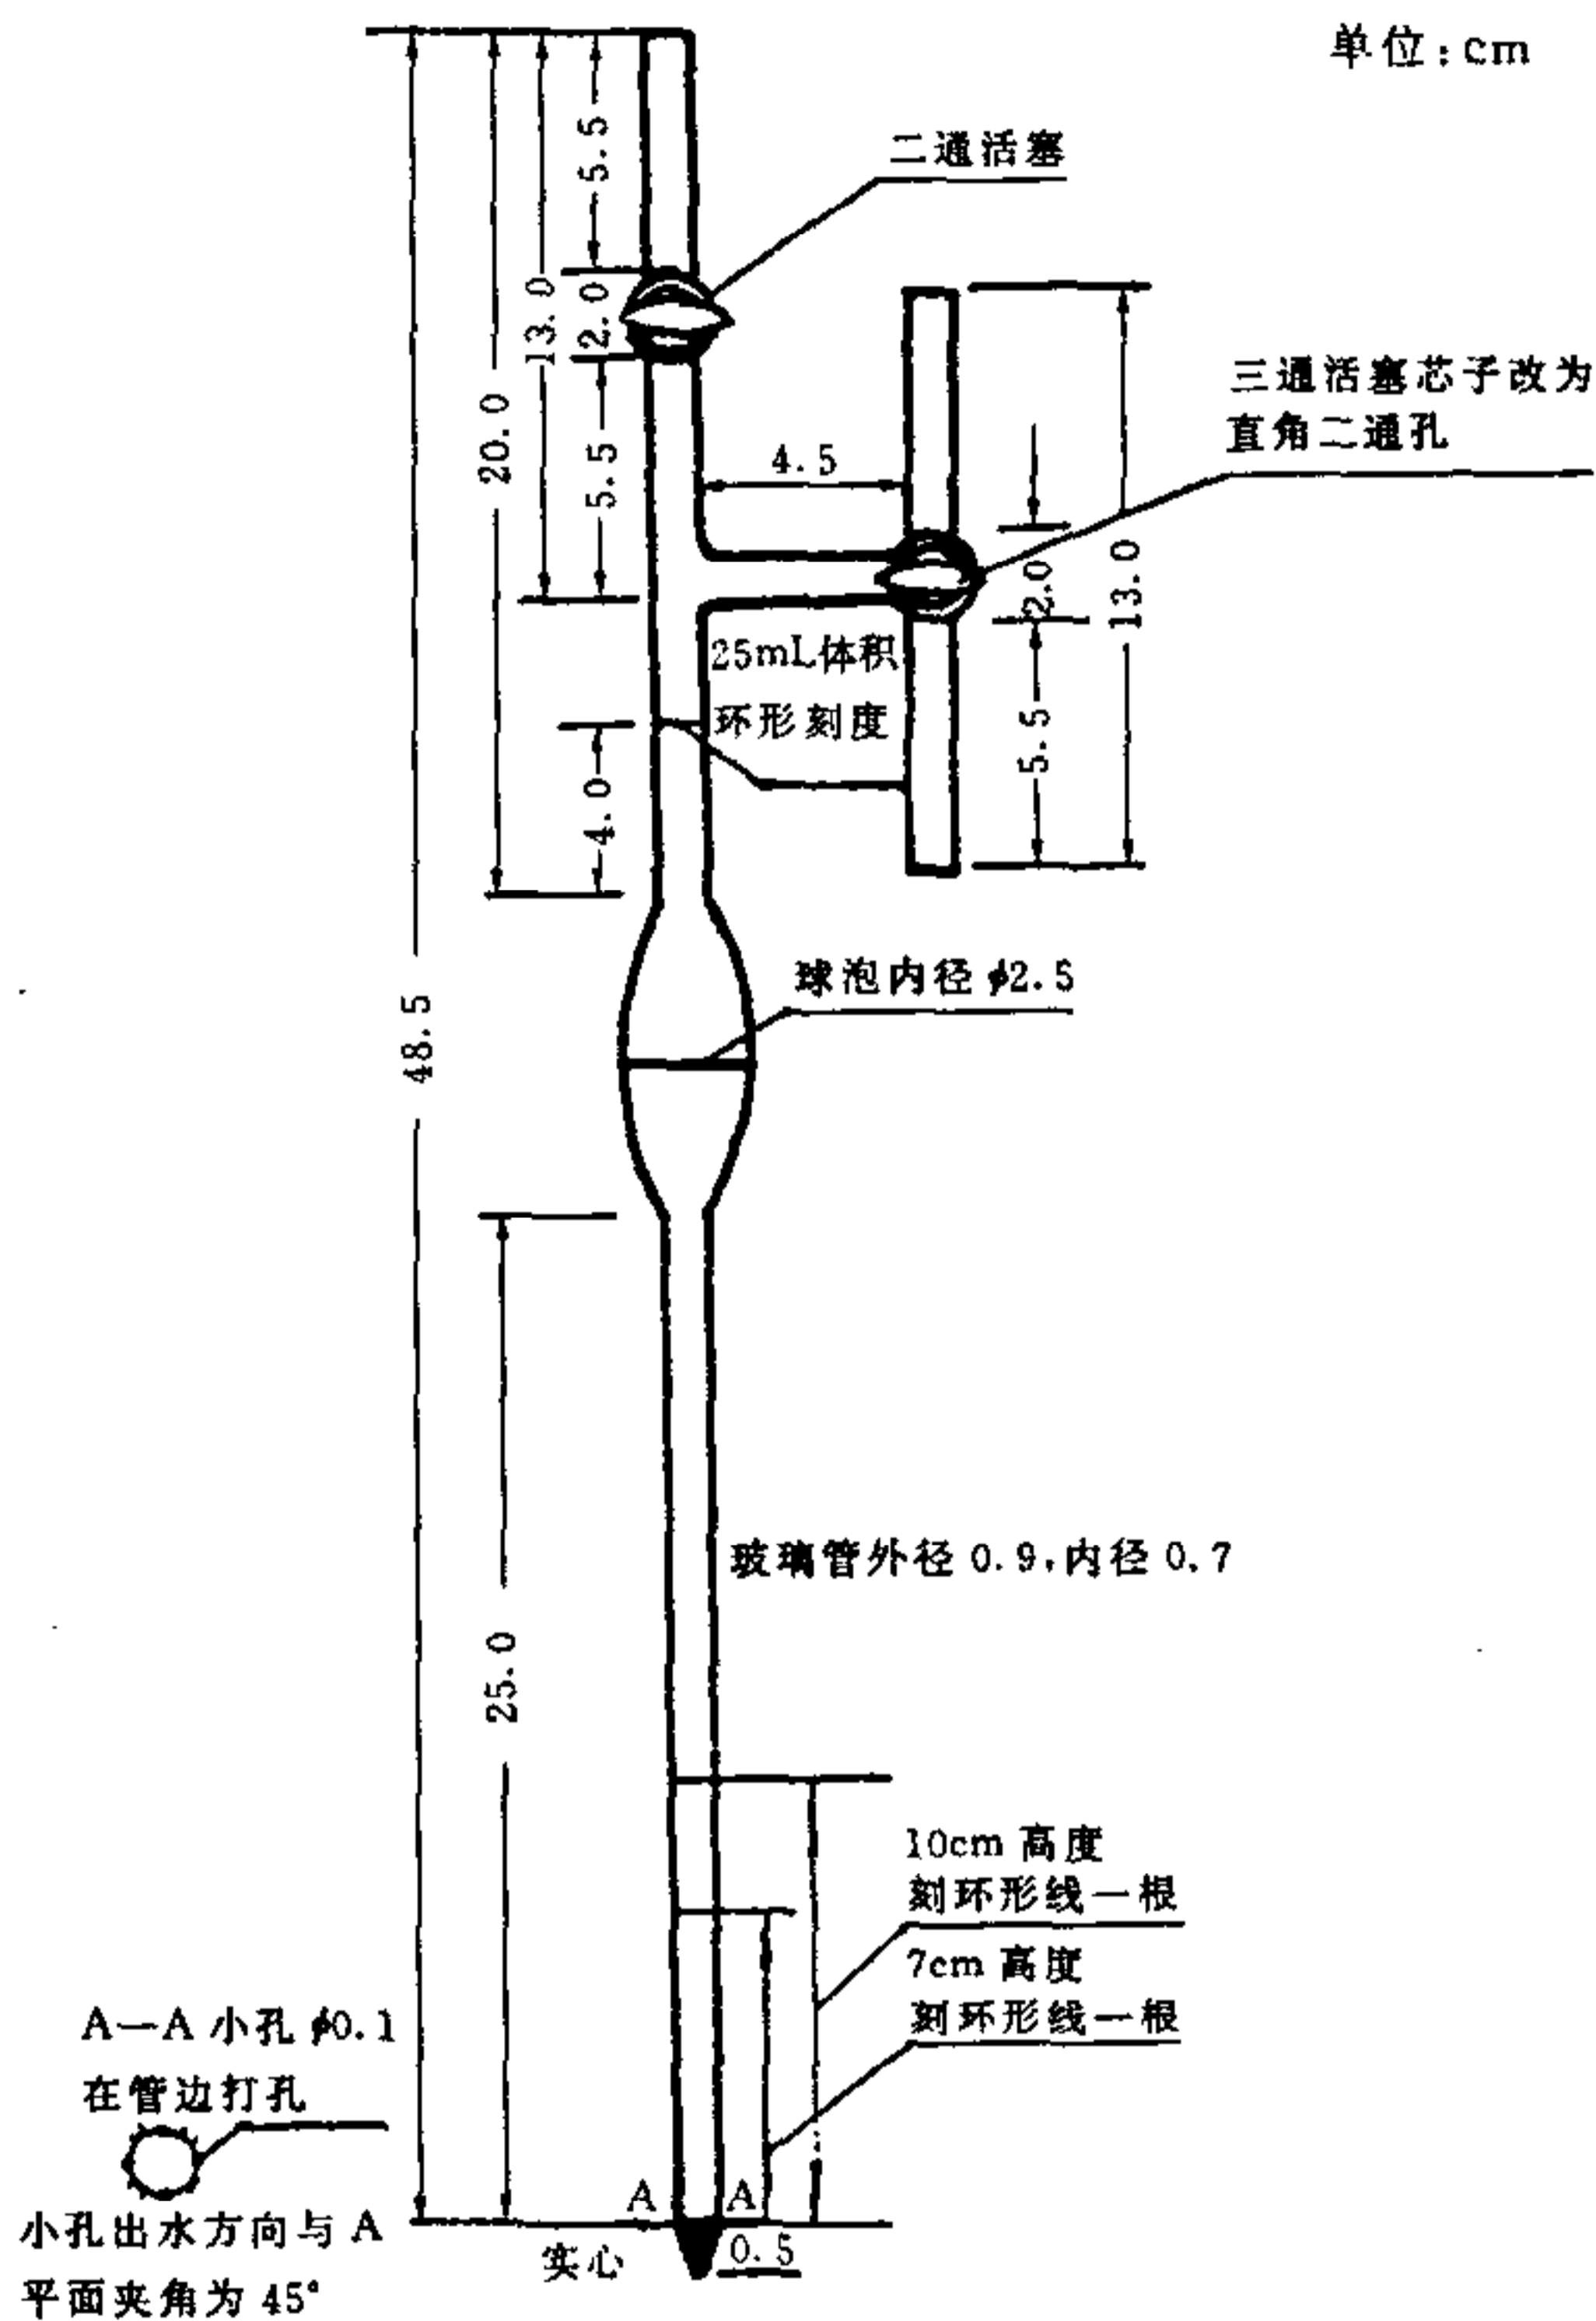 单位:cm
5.5
二通活塞
13.0
2.0
三通活塞芯子改为
直角二通孔
20.0
5.5
4.5
2.0
13.0
25mL体积
环形刻度
5.5
4.0
球泡内径 ϕ2.5
48.5
玻璃管外径 0.9,内径 0.7
25.0
10cm 高度
刻环形线一根
7cm 高度
刻环形线一根
A—A 小孔 ϕ0.1
在管边打孔
A
A
小孔出水方向与 A
平面夹角为 45°
实心
0.5